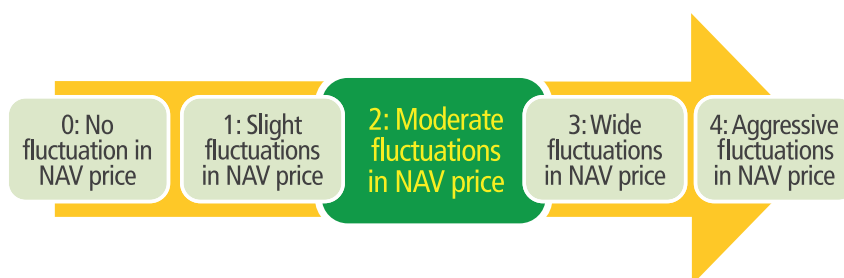 0: No
fluctuation in
NAV price
1: Slight
fluctuations
in NAV price
2: Moderate
fluctuations
in NAV price
3: Wide
fluctuations
in NAV price
4: Aggressive
fluctuations
in NAV price